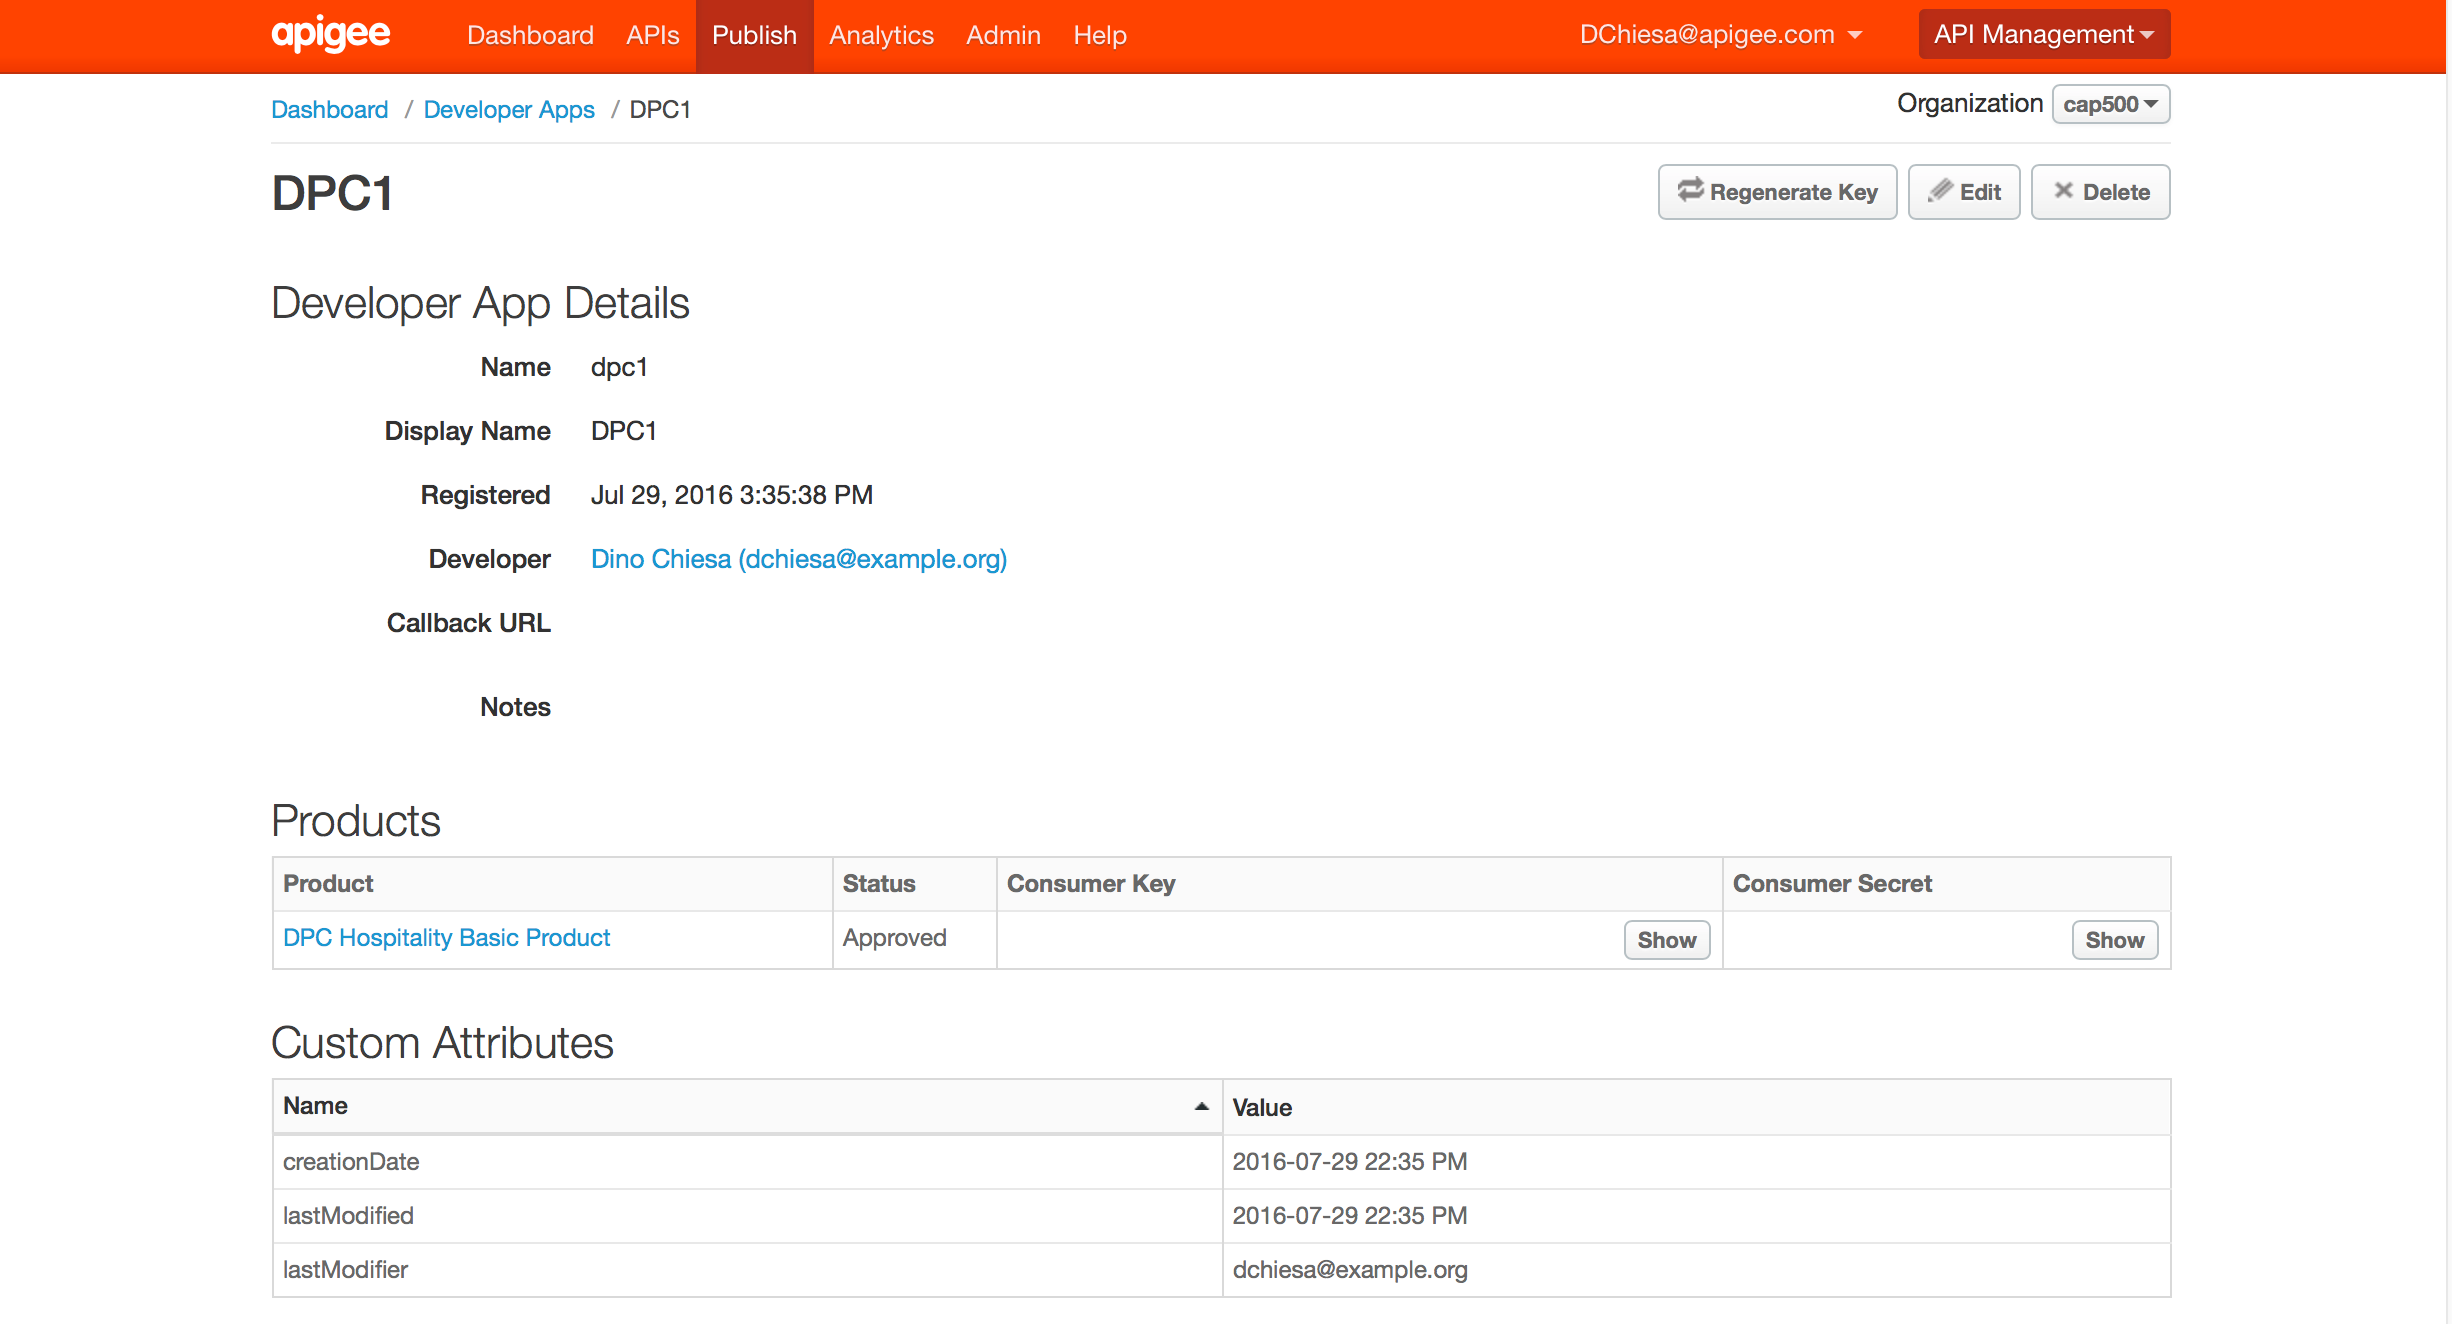 apigee Dashboard APIs Publish Analytics Admin Help DChiesa@apigee.com API Management
Dashboard / Developer Apps / DPC1 Organization cap500
DPC1 Regenerate Key Edit Delete
Developer App Details
Name dpc1
Display Name DPC1
Registered Jul 29, 2016 3:35:38 PM
Developer Dino Chiesa (dchiesa@example.org)
Callback URL
Notes
Products
Product Status Consumer Key Consumer Secret
DPC Hospitality Basic Product Approved Show Show
Custom Attributes
Name Value
creationDate 2016-07-29 22:35 PM
lastModified 2016-07-29 22:35 PM
lastModifier dchiesa@example.org